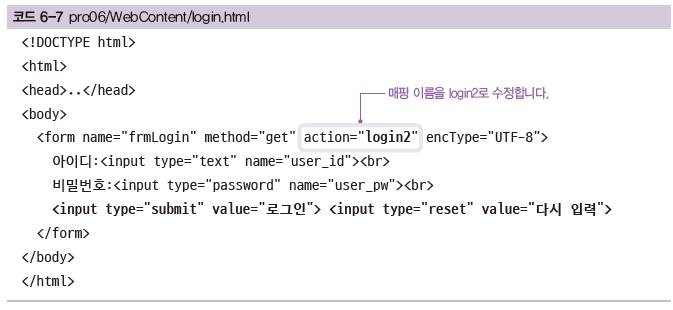 코드 6-7 pro06/WebContent/login.html
<!DOCTYPE html>
<html>
<head>..</head>
매핑 이름을 login2로 수정합니다.
<body>
<form name="frmLogin" method="get" action="login2" encType="UTF-8">
아이디:<input type="text" name="user_id"><br>
비밀번호:<input type="password" name="user_pw"><br>
<input type="submit" value="로그인"> <input type="reset" value="다시 입력">
</form>
</body>
</html>